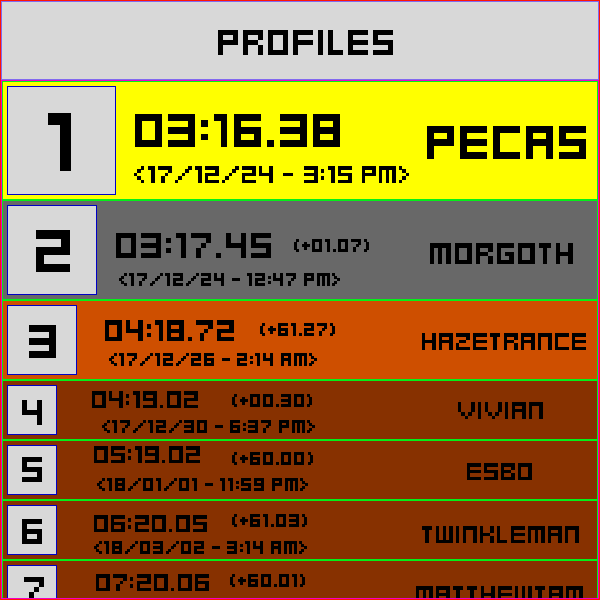 PROFILES
1 03:16.38 PECAS
<17/12/24 - 3:15 PM>
2 03:17.45 (+01.07) MORGOTH
<17/12/24 - 12:47 PM>
3 04:18.72 (+61.27) HAZETRANCE
<17/12/26 - 2:14 AM>
4 04:19.02 (+00.30) VIVIAN
<17/12/30 - 6:37 PM>
5 05:19.02 (+60.00) ESBO
<18/01/01 - 11:59 PM>
6 06:20.05 (+61.03) TWINKLEMAN
<18/03/02 - 3:14 AM>
7 07:20.06 (+60.01) MATTHEWTAM